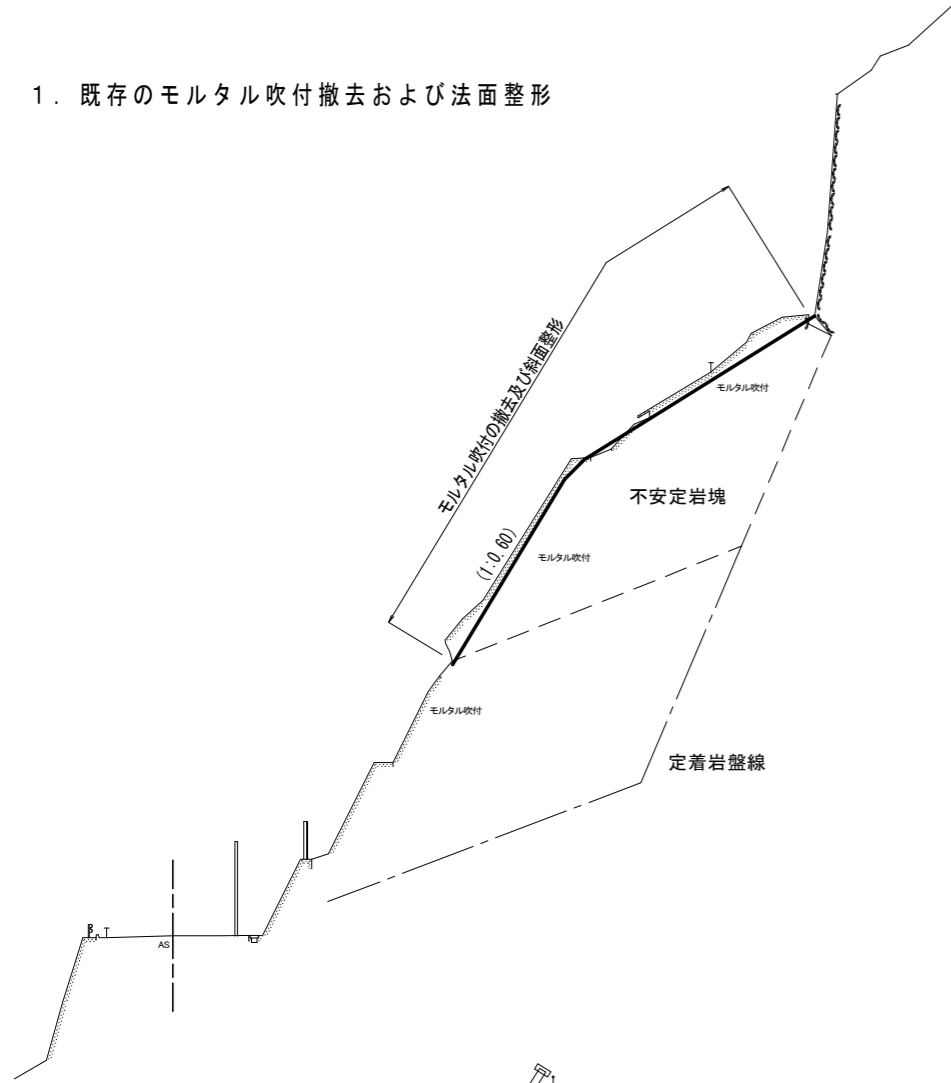 1. 既存のモルタル吹付撤去および法面整形
モルタル吹付の撤去及び斜面整形
モルタル吹付
不安定岩塊
(1:0.60)
モルタル吹付
モルタル吹付
定着岩盤線
AS